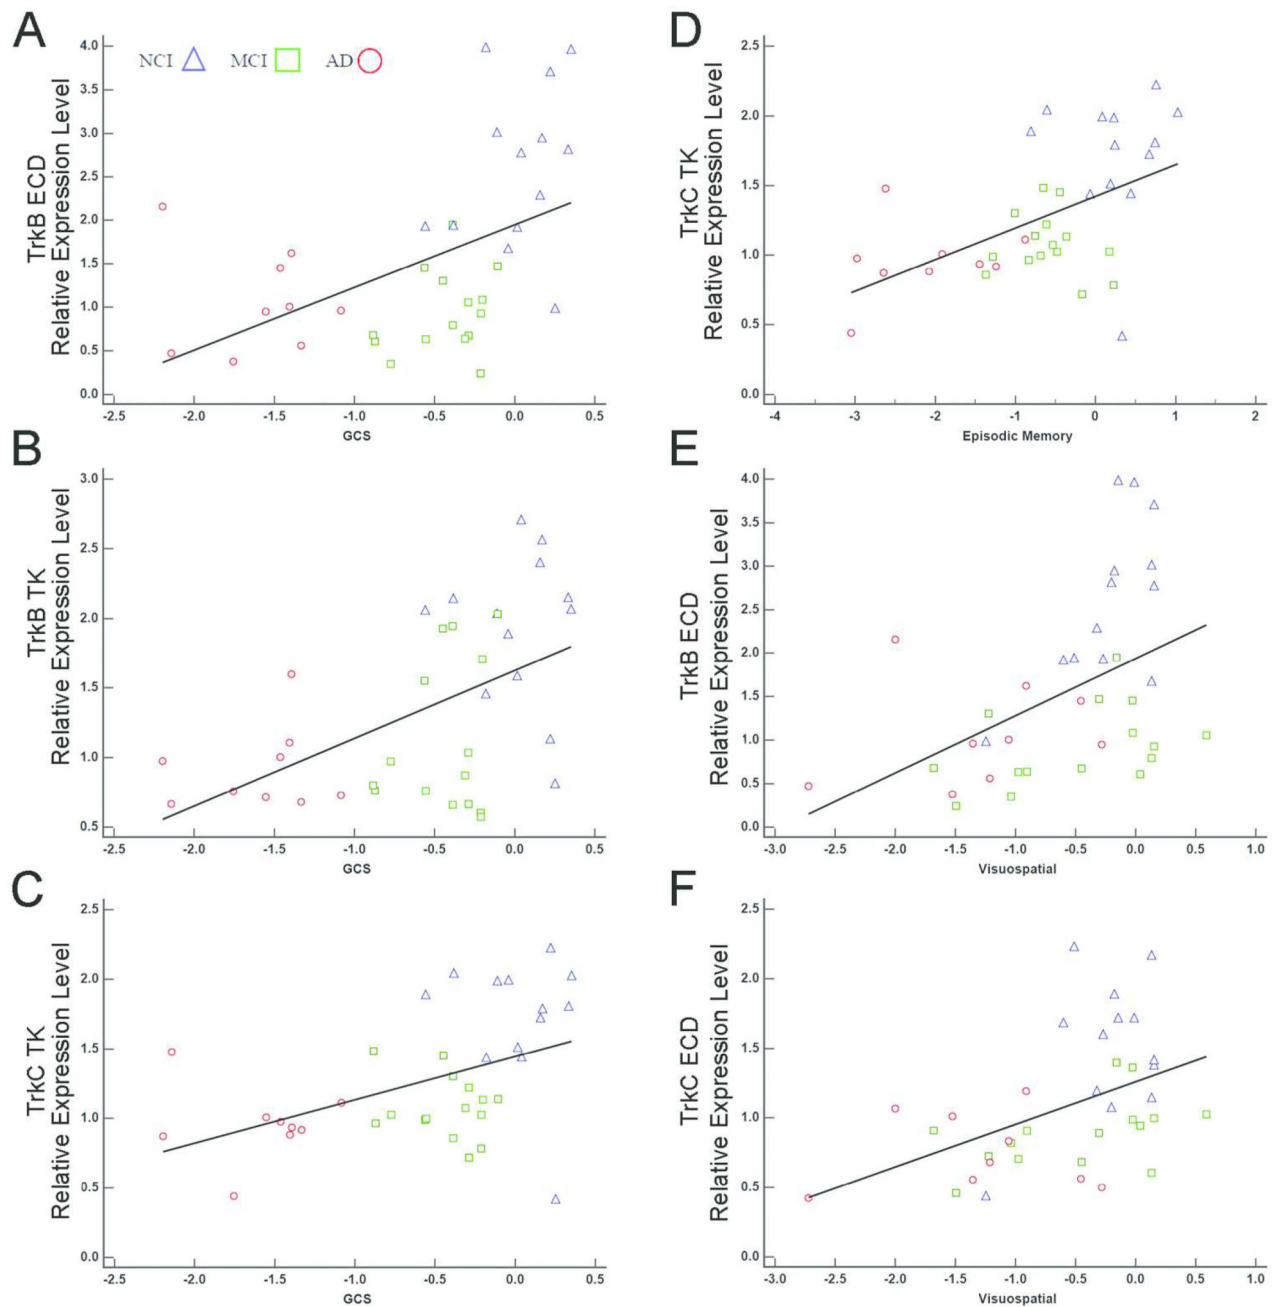 A
NCI MCI AD
TrkB ECD
Relative Expression Level
4.0
3.5
3.0
2.5
2.0
1.5
1.0
0.5
0.0
-2.5 -2.0 -1.5 -1.0 -0.5 0.0 0.5
GCS
B
TrkB TK
Relative Expression Level
3.0
2.5
2.0
1.5
1.0
0.5
-2.5 -2.0 -1.5 -1.0 -0.5 0.0 0.5
GCS
C
TrkC TK
Relative Expression Level
2.5
2.0
1.5
1.0
0.5
0.0
-2.5 -2.0 -1.5 -1.0 -0.5 0.0 0.5
GCS
D
TrkC TK
Relative Expression Level
2.5
2.0
1.5
1.0
0.5
0.0
-4 -3 -2 -1 0 1 2
Episodic Memory
E
TrkB ECD
Relative Expression Level
4.0
3.5
3.0
2.5
2.0
1.5
1.0
0.5
0.0
-3.0 -2.5 -2.0 -1.5 -1.0 -0.5 0.0 0.5 1.0
Visuospatial
F
TrkC ECD
Relative Expression Level
2.5
2.0
1.5
1.0
0.5
0.0
-3.0 -2.5 -2.0 -1.5 -1.0 -0.5 0.0 0.5 1.0
Visuospatial